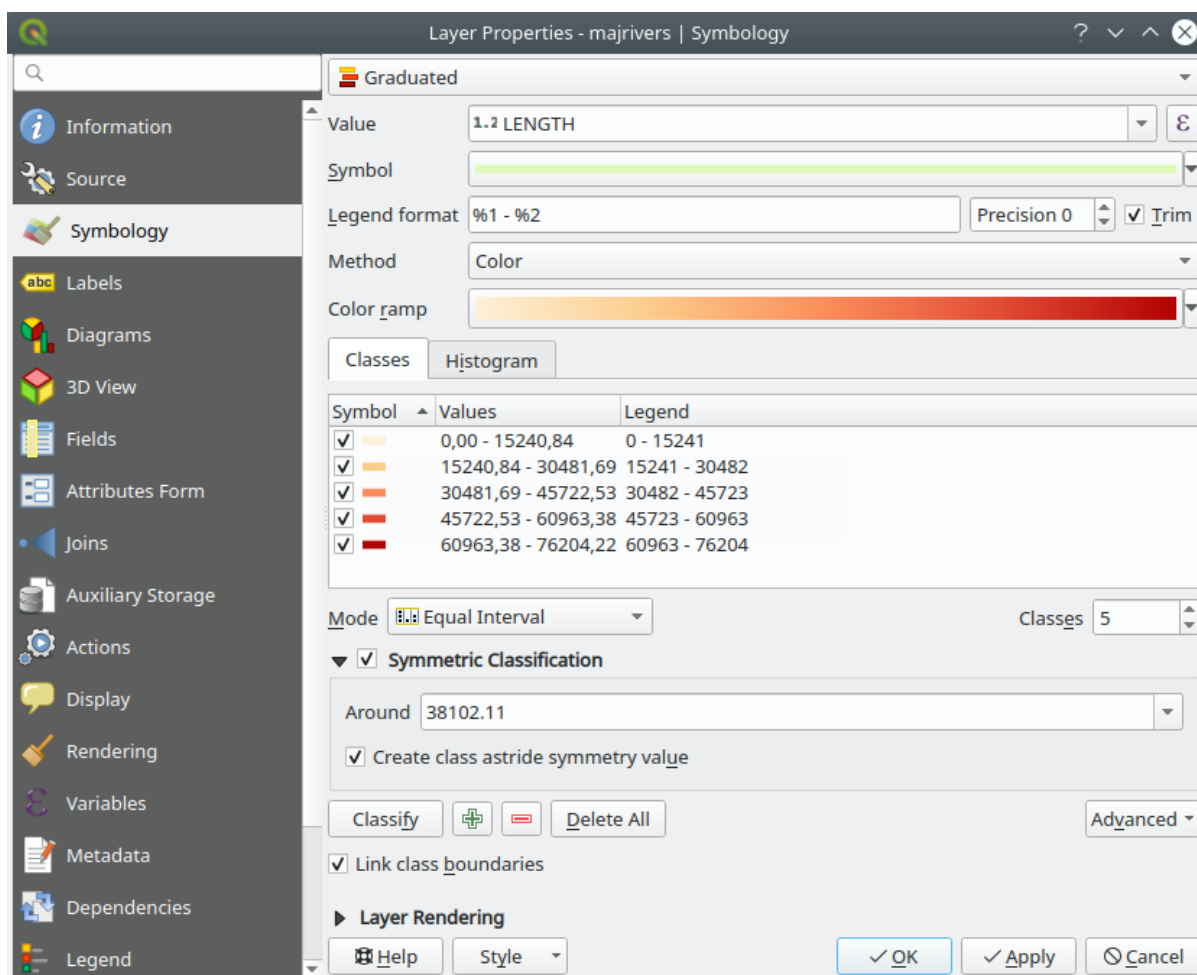 Layer Properties - majrivers | Symbology
Information
Source
Symbology
Labels
Diagrams
3D View
Fields
Attributes Form
Joins
Auxiliary Storage
Actions
Display
Rendering
Variables
Metadata
Dependencies
Legend
Graduated
Value 1.2 LENGTH ε
Symbol
Legend format %1 - %2 Precision 0 Trim
Method Color
Color ramp
Classes Histogram
Symbol Values Legend
0,00 - 15240,84 0 - 15241
15240,84 - 30481,69 15241 - 30482
30481,69 - 45722,53 30482 - 45723
45722,53 - 60963,38 45723 - 60963
60963,38 - 76204,22 60963 - 76204
Mode Equal Interval Classes 5
Symmetric Classification
Around 38102.11
Create class astride symmetry value
Classify Delete All Advanced
Link class boundaries
Layer Rendering
Help Style OK Apply Cancel